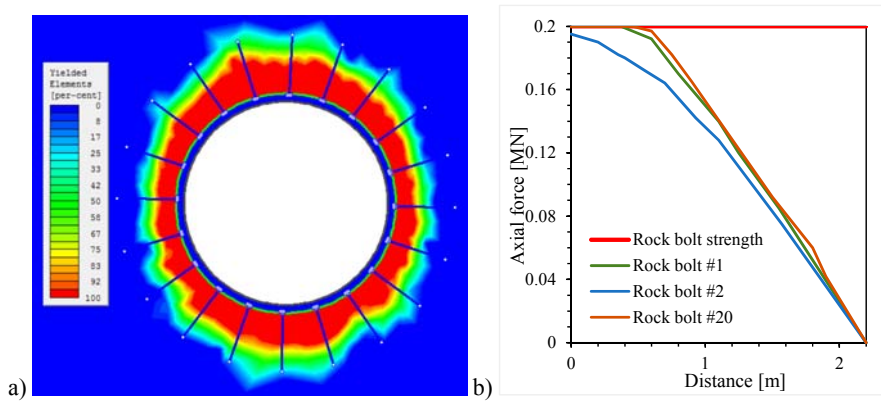 a)
Yielded
Elements
[per-cent]
0
8
17
25
33
42
50
58
67
75
83
92
100
b)
Axial force [MN]
0.2
0.16
0.12
0.08
0.04
0
Rock bolt strength
Rock bolt #1
Rock bolt #2
Rock bolt #20
0
1
2
Distance [m]